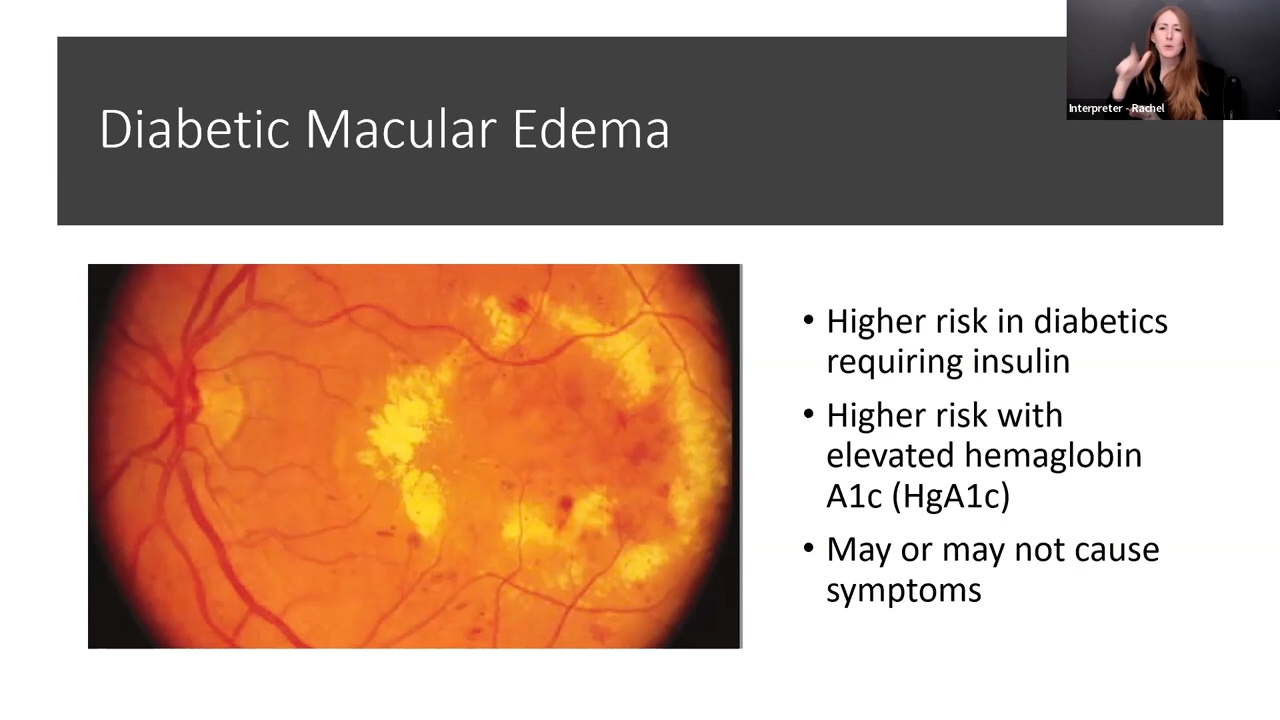 Interpreter - Rachel
Diabetic Macular Edema
• Higher risk in diabetics
requiring insulin
• Higher risk with
elevated hemaglobin
A1c (HgA1c)
• May or may not cause
symptoms